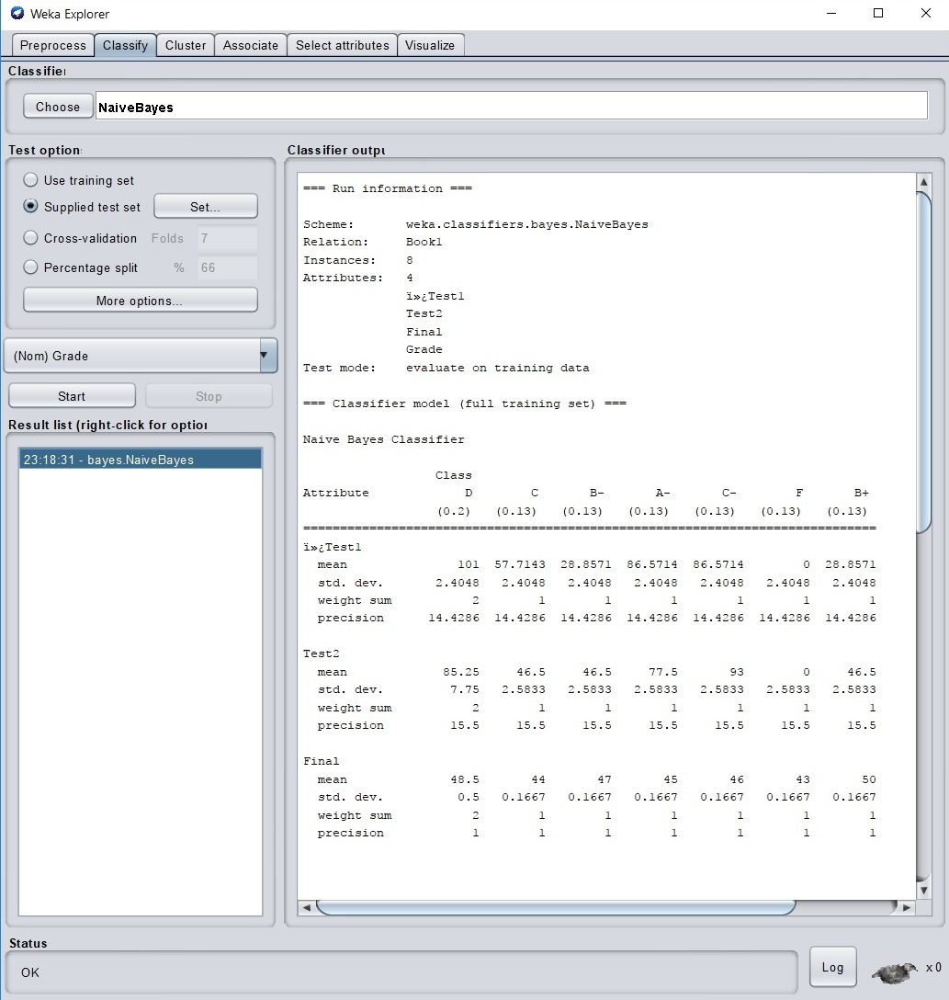 Weka Explorer
Preprocess Classify Cluster Associate Select attributes Visualize
Classifier
Choose NaiveBayes
Test option:
Use training set
Supplied test set Set...
Cross-validation Folds 7
Percentage split % 66
More options...
(Nom) Grade
Start Stop
Result list (right-click for option
23:18:31 - bayes.NaiveBayes
Classifier outpu
=== Run information ===
Scheme: weka.classifiers.bayes.NaiveBayes
Relation: Book1
Instances: 8
Attributes: 4
ï»¿Test1
Test2
Final
Grade
Test mode: evaluate on training data
=== Classifier model (full training set) ===
Naive Bayes Classifier
Class
Attribute D C B- A- C- F B+
(0.2) (0.13) (0.13) (0.13) (0.13) (0.13) (0.13)
==============================================================================
ï»¿Test1
mean 101 57.7143 28.8571 86.5714 86.5714 0 28.8571
std. dev. 2.4048 2.4048 2.4048 2.4048 2.4048 2.4048 2.4048
weight sum 2 1 1 1 1 1 1
precision 14.4286 14.4286 14.4286 14.4286 14.4286 14.4286 14.4286
Test2
mean 85.25 46.5 46.5 77.5 93 0 46.5
std. dev. 7.75 2.5833 2.5833 2.5833 2.5833 2.5833 2.5833
weight sum 2 1 1 1 1 1 1
precision 15.5 15.5 15.5 15.5 15.5 15.5 15.5
Final
mean 48.5 44 47 45 46 43 50
std. dev. 0.5 0.1667 0.1667 0.1667 0.1667 0.1667 0.1667
weight sum 2 1 1 1 1 1 1
precision 1 1 1 1 1 1 1
Status
OK
Log
x 0